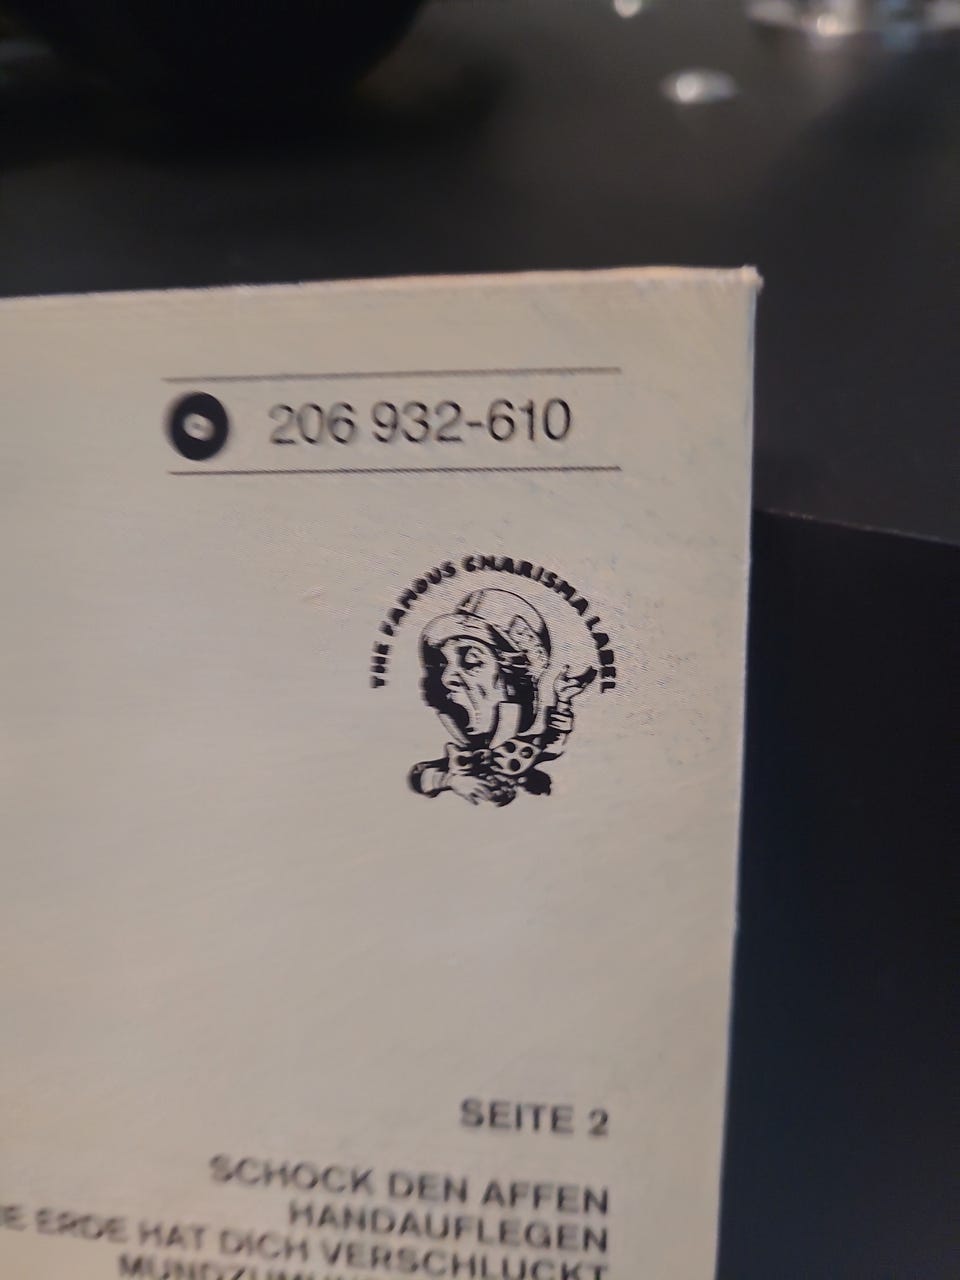 206 932-610
THE FAMOUS CHARISMA LABEL
SEITE 2
SCHOCK DEN AFFEN
HANDAUFLEGEN
ERDE HAT DICH VERSCHLUCKT